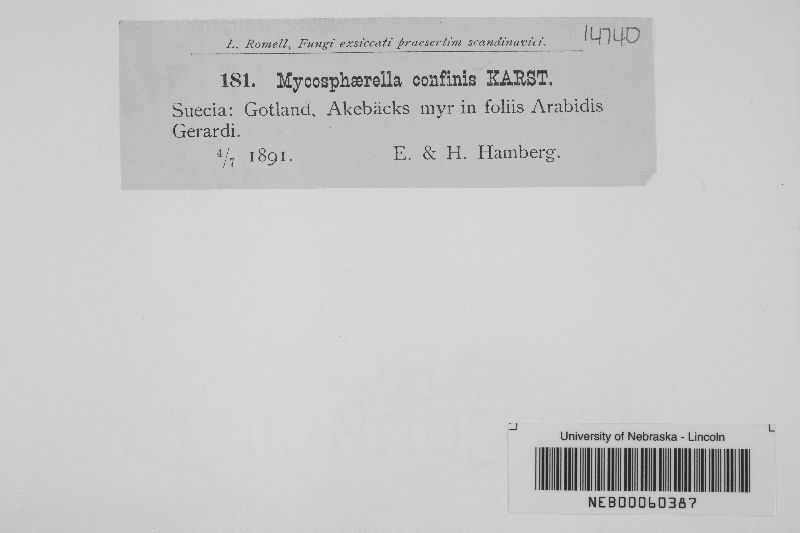 L. Romell, Fungi exsiccati præsertim scandinavici.
14740
181. Mycosphærella confinis KARST.
Suecia: Gotland, Akebäcks myr in foliis Arabidis
Gerardi.
4/7 1891. E. & H. Hamberg.
University of Nebraska - Lincoln
NEB00060387